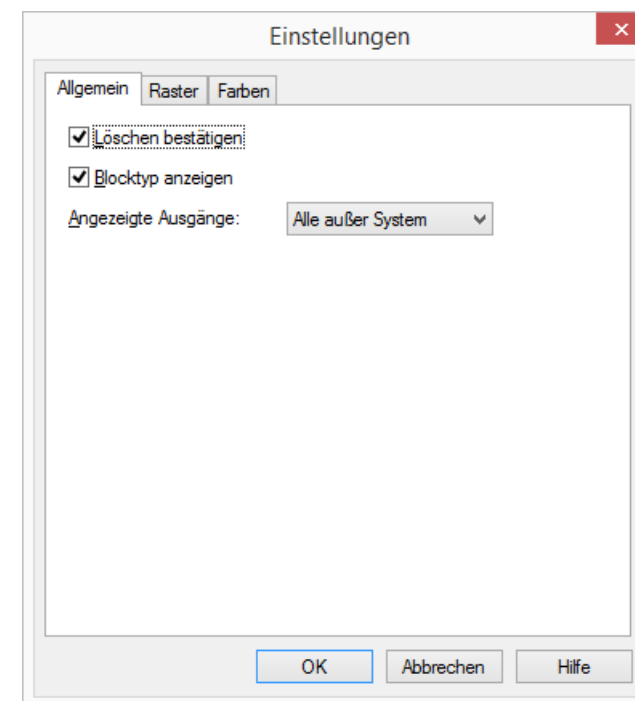 Einstellungen
Allgemein Raster Farben
Löschen bestätigen
Blocktyp anzeigen
Angezeigte Ausgänge: Alle außer System
OK Abbrechen Hilfe